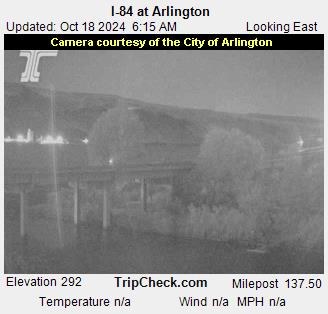 I-84 at Arlington
Updated: Oct 18 2024 6:15 AM Looking East
Camera courtesy of the City of Arlington
Elevation 292 TripCheck.com Milepost 137.50
Temperature n/a Wind n/a MPH n/a